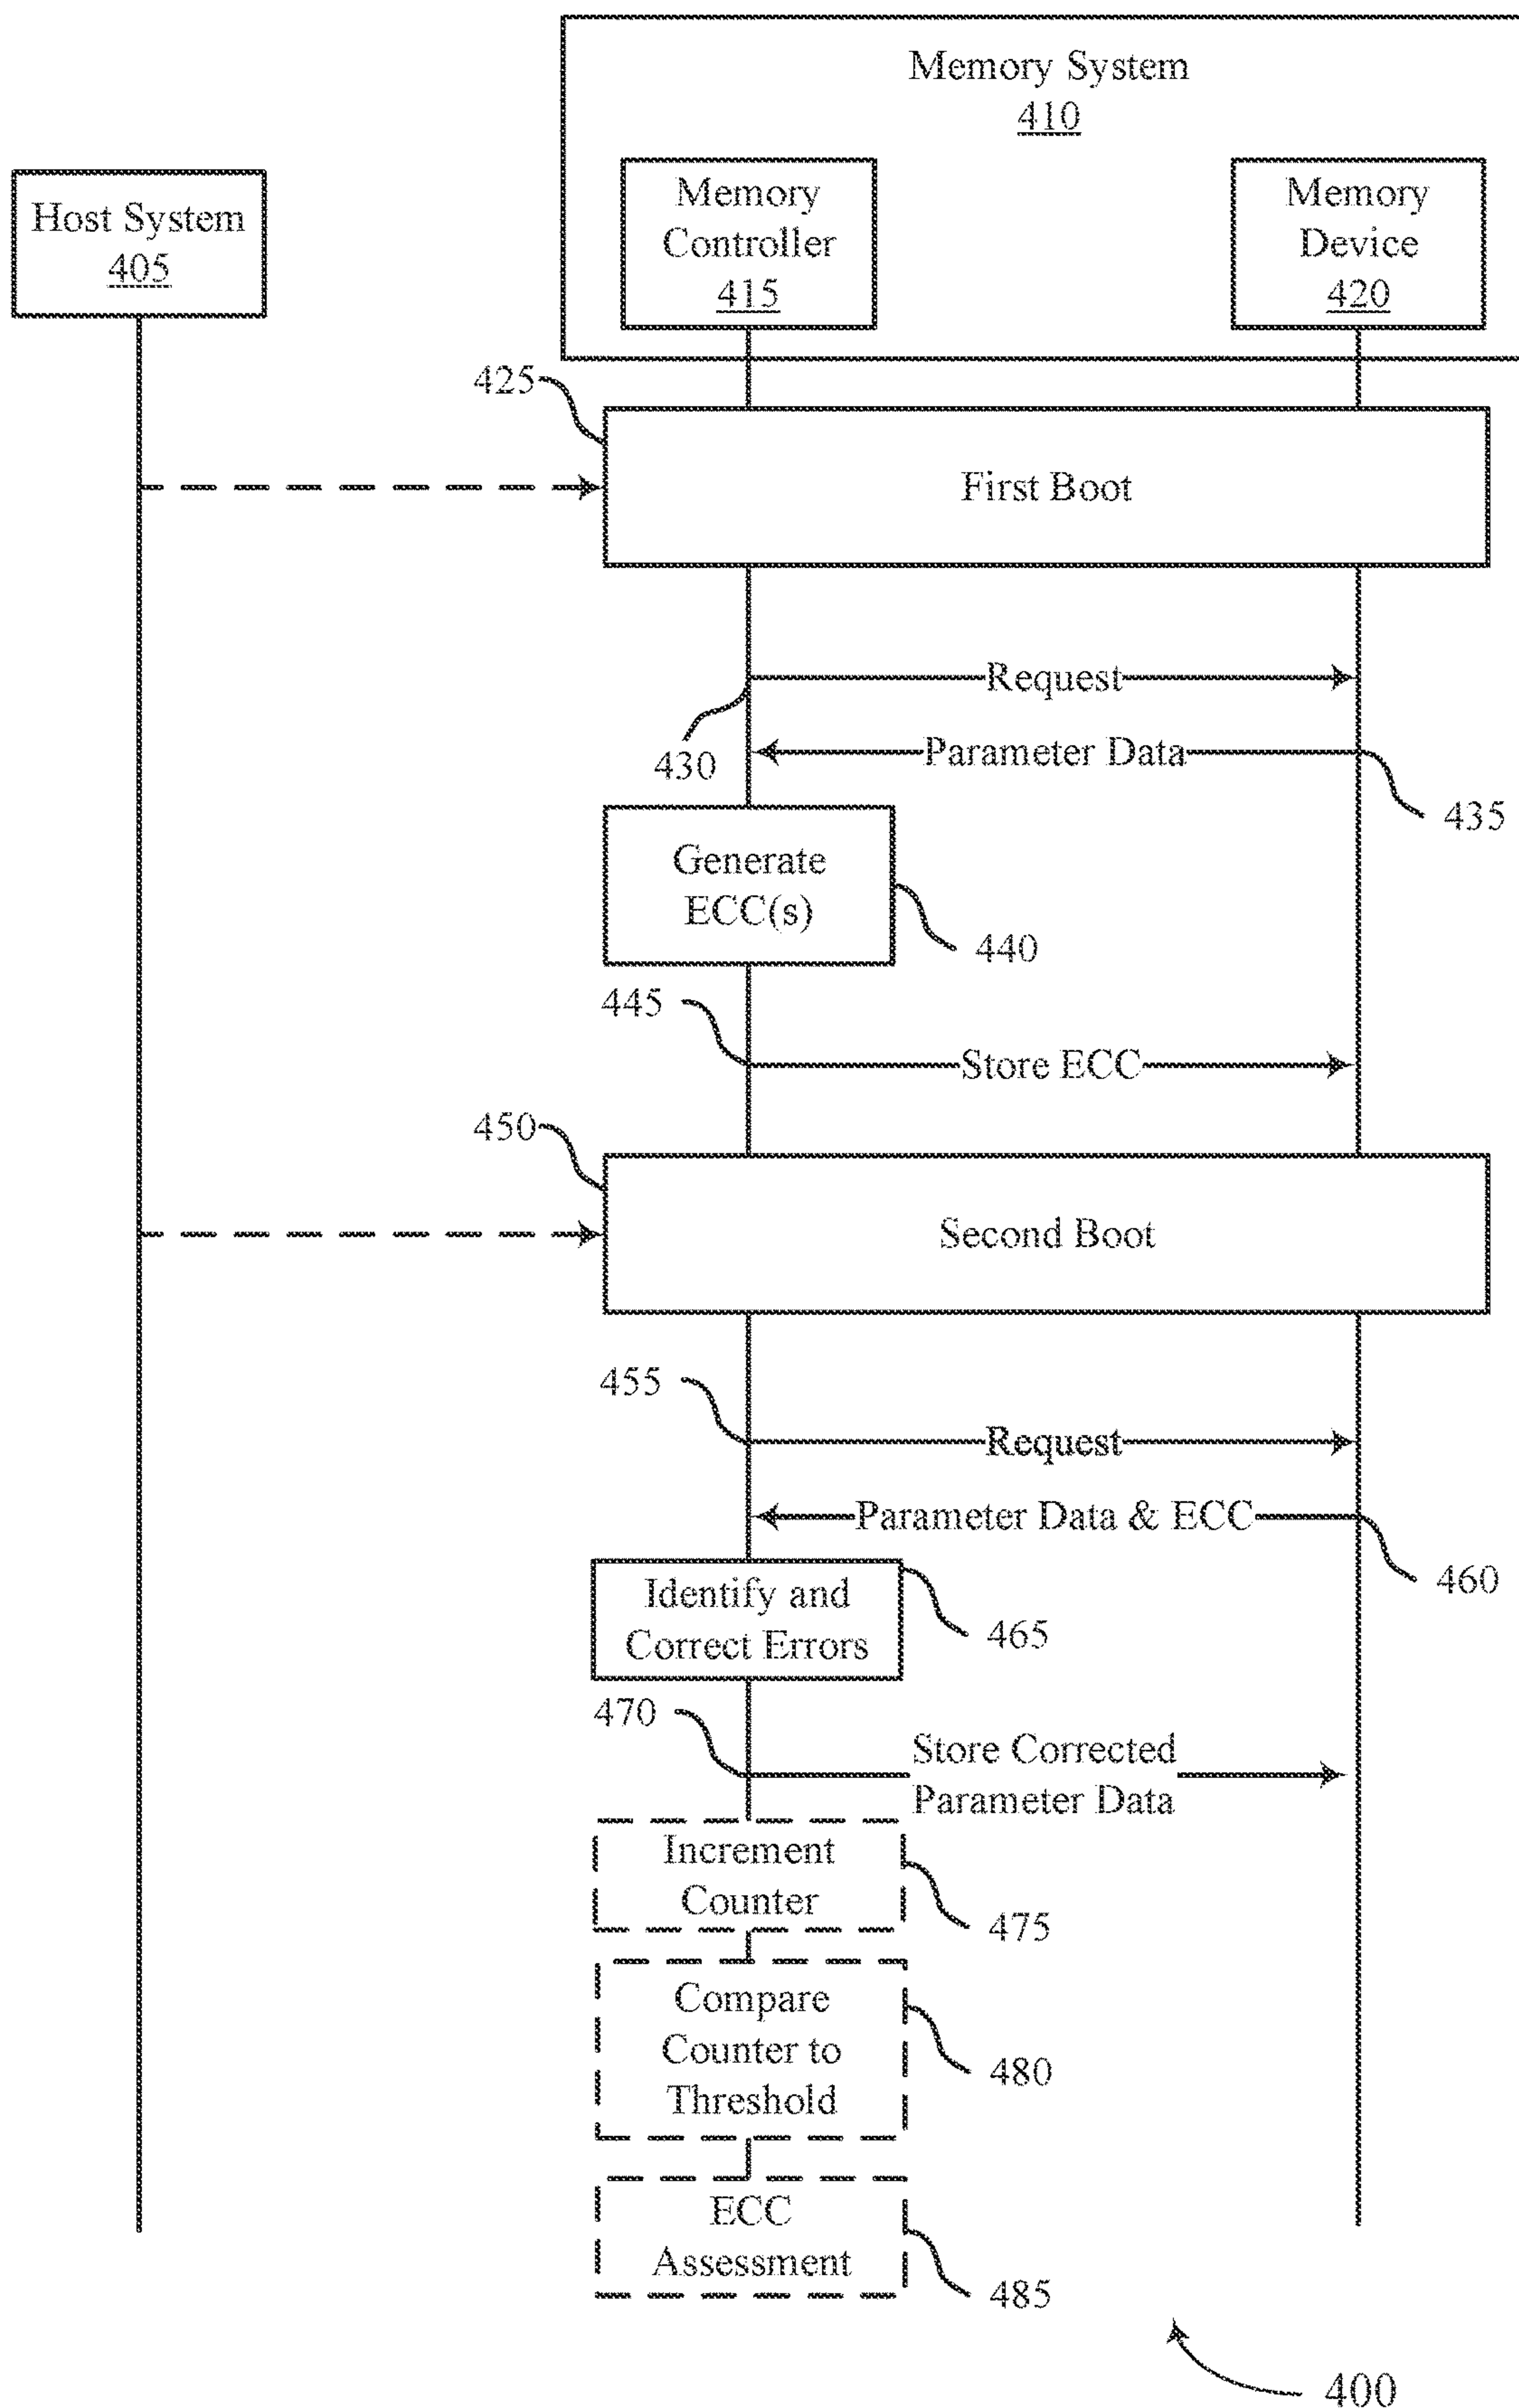 Memory System
410
Host System
405
Memory
Controller
415
Memory
Device
420
425
First Boot
Request
430
Parameter Data
435
Generate
ECC(s)
440
445
Store ECC
450
Second Boot
455
Request
Parameter Data & ECC
460
Identify and
Correct Errors
465
470
Store Corrected
Parameter Data
Increment
Counter
475
Compare
Counter to
Threshold
480
ECC
Assessment
485
400